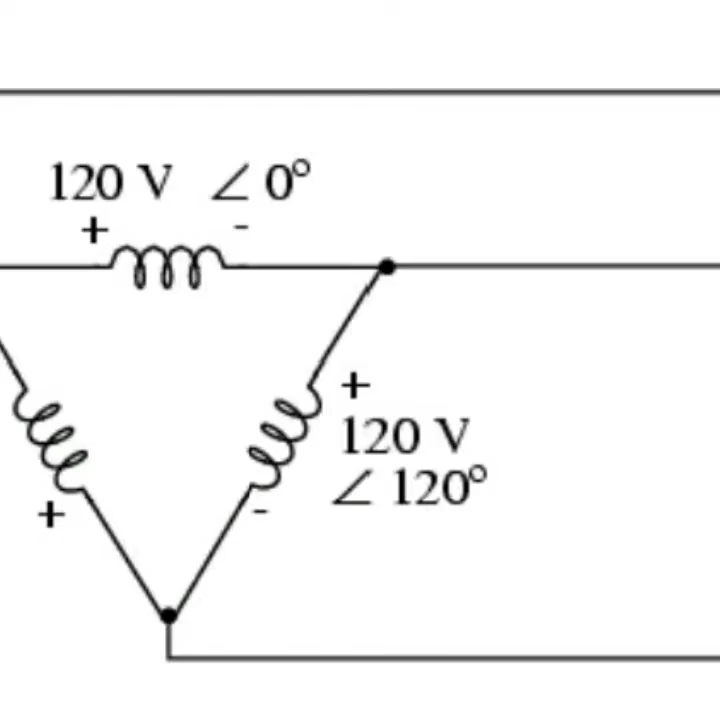 120 V ∠ 0°
+ -
+
120 V
∠ 120°
+ -